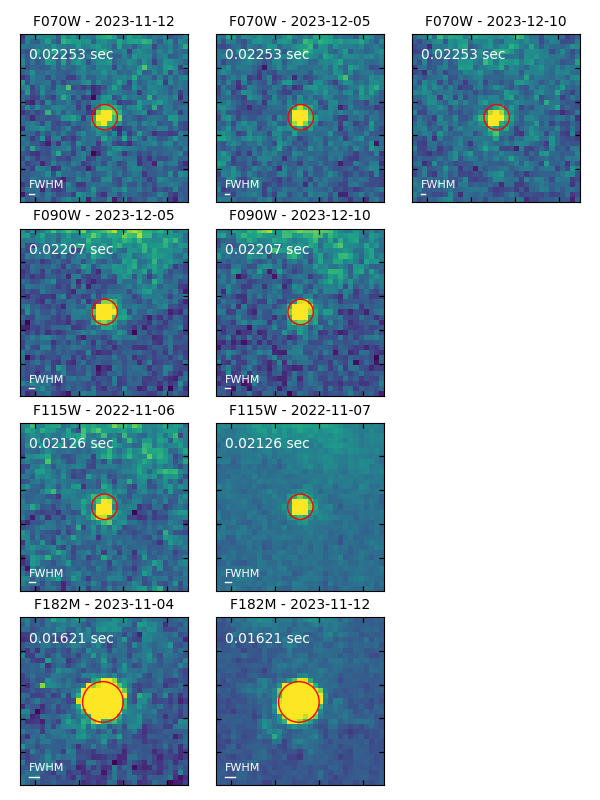 F070W - 2023-11-12
F070W - 2023-12-05
F070W - 2023-12-10
0.02253 sec
0.02253 sec
0.02253 sec
FWHM
FWHM
FWHM
F090W - 2023-12-05
F090W - 2023-12-10
0.02207 sec
0.02207 sec
FWHM
FWHM
F115W - 2022-11-06
F115W - 2022-11-07
0.02126 sec
0.02126 sec
FWHM
FWHM
F182M - 2023-11-04
F182M - 2023-11-12
0.01621 sec
0.01621 sec
FWHM
FWHM